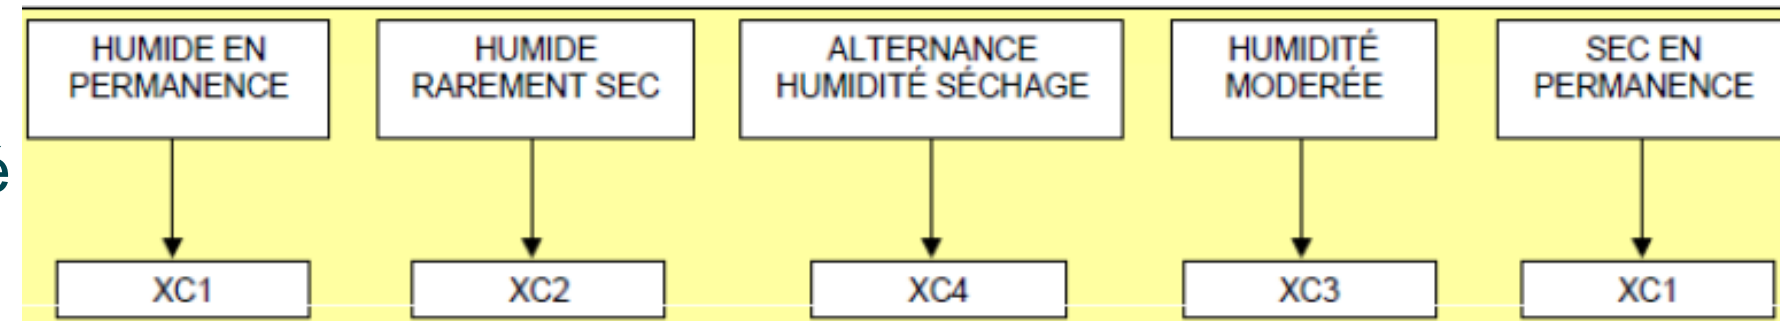 HUMIDE EN
PERMANENCE
HUMIDE
RAREMENT SEC
ALTERNANCE
HUMIDITÉ SÉCHAGE
HUMIDITÉ
MODERÉE
SEC EN
PERMANENCE
é
XC1
XC2
XC4
XC3
XC1